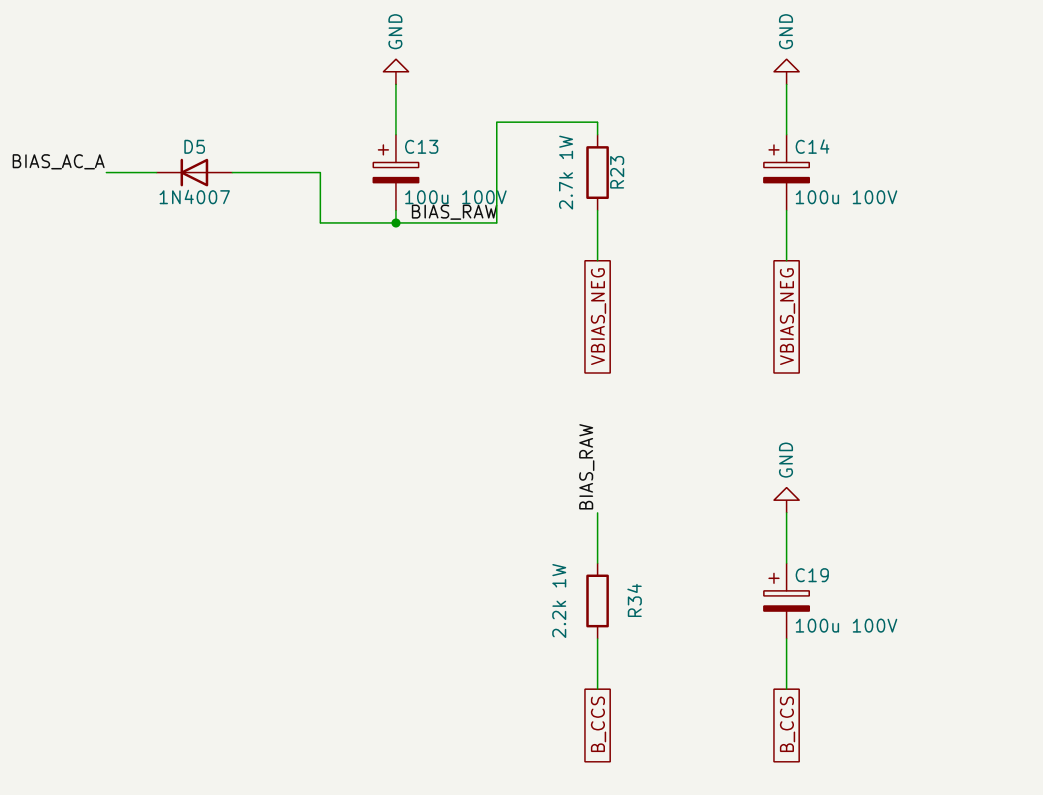 GND
GND
BIAS_AC_A
D5
1N4007
+
C13
100u 100V
BIAS_RAW
2.7k 1W
R23
+
C14
100u 100V
VBIAS_NEG
VBIAS_NEG
BIAS_RAW
GND
2.2k 1W
R34
+
C19
100u 100V
B_CCS
B_CCS